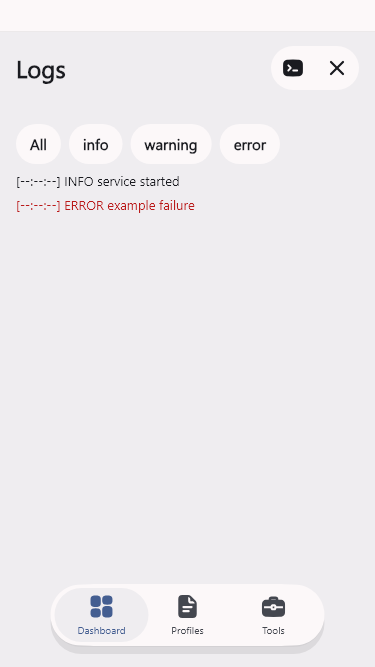 Logs
All info warning error
[--:--:--] INFO service started
[--:--:--] ERROR example failure
Dashboard Profiles Tools